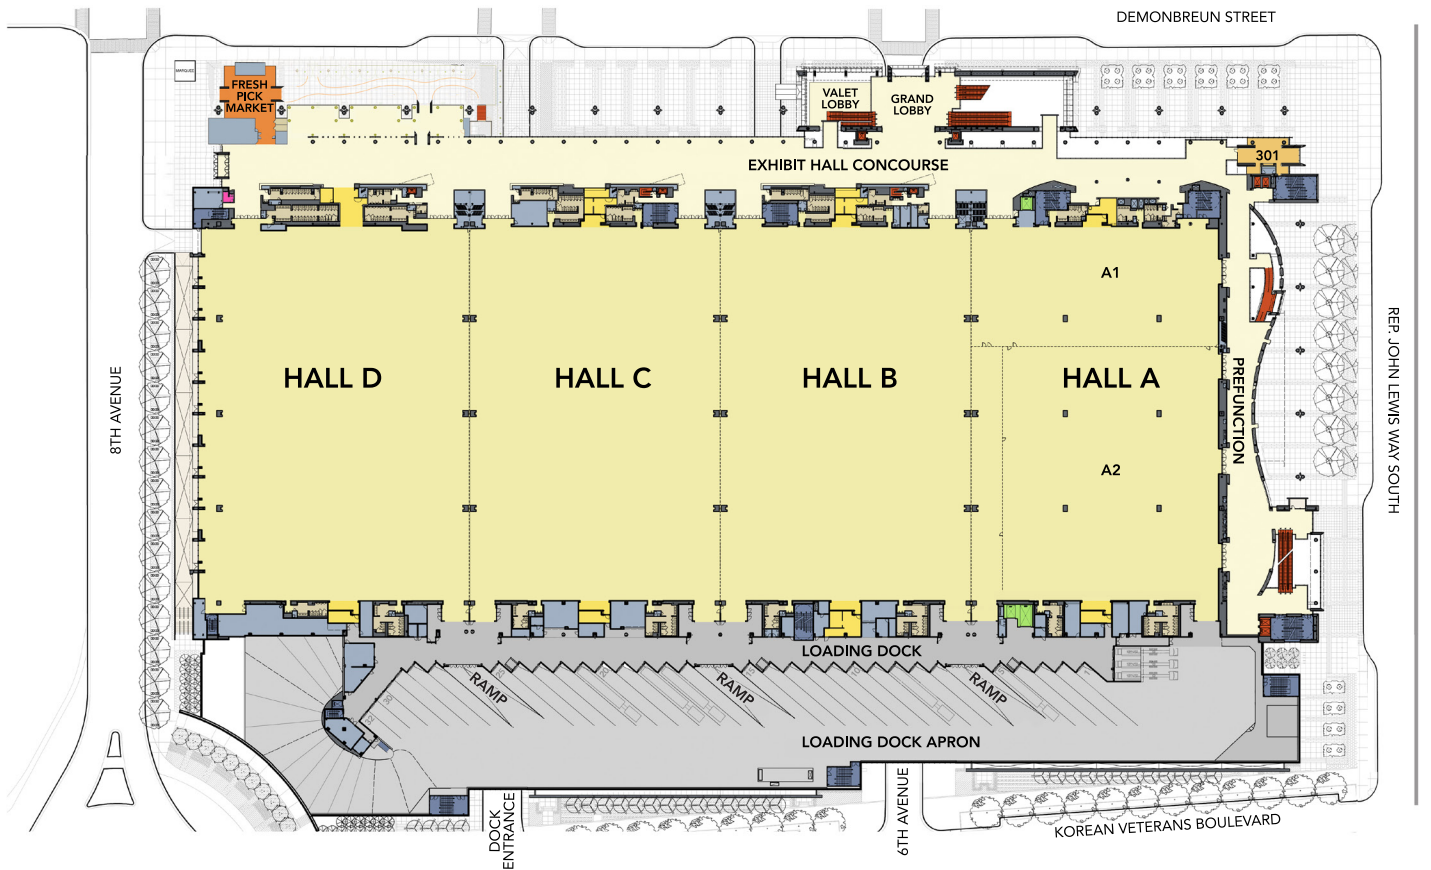 DEMONBREUN STREET
MARQUEE
FRESH
PICK
MARKET
VALET
LOBBY
GRAND
LOBBY
EXHIBIT HALL CONCOURSE
301
A1
HALL D
HALL C
HALL B
HALL A
A2
PREFUNCTION
8TH AVENUE
REP. JOHN LEWIS WAY SOUTH
LOADING DOCK
RAMP
RAMP
RAMP
LOADING DOCK APRON
DOCK
ENTRANCE
6TH AVENUE
KOREAN VETERANS BOULEVARD